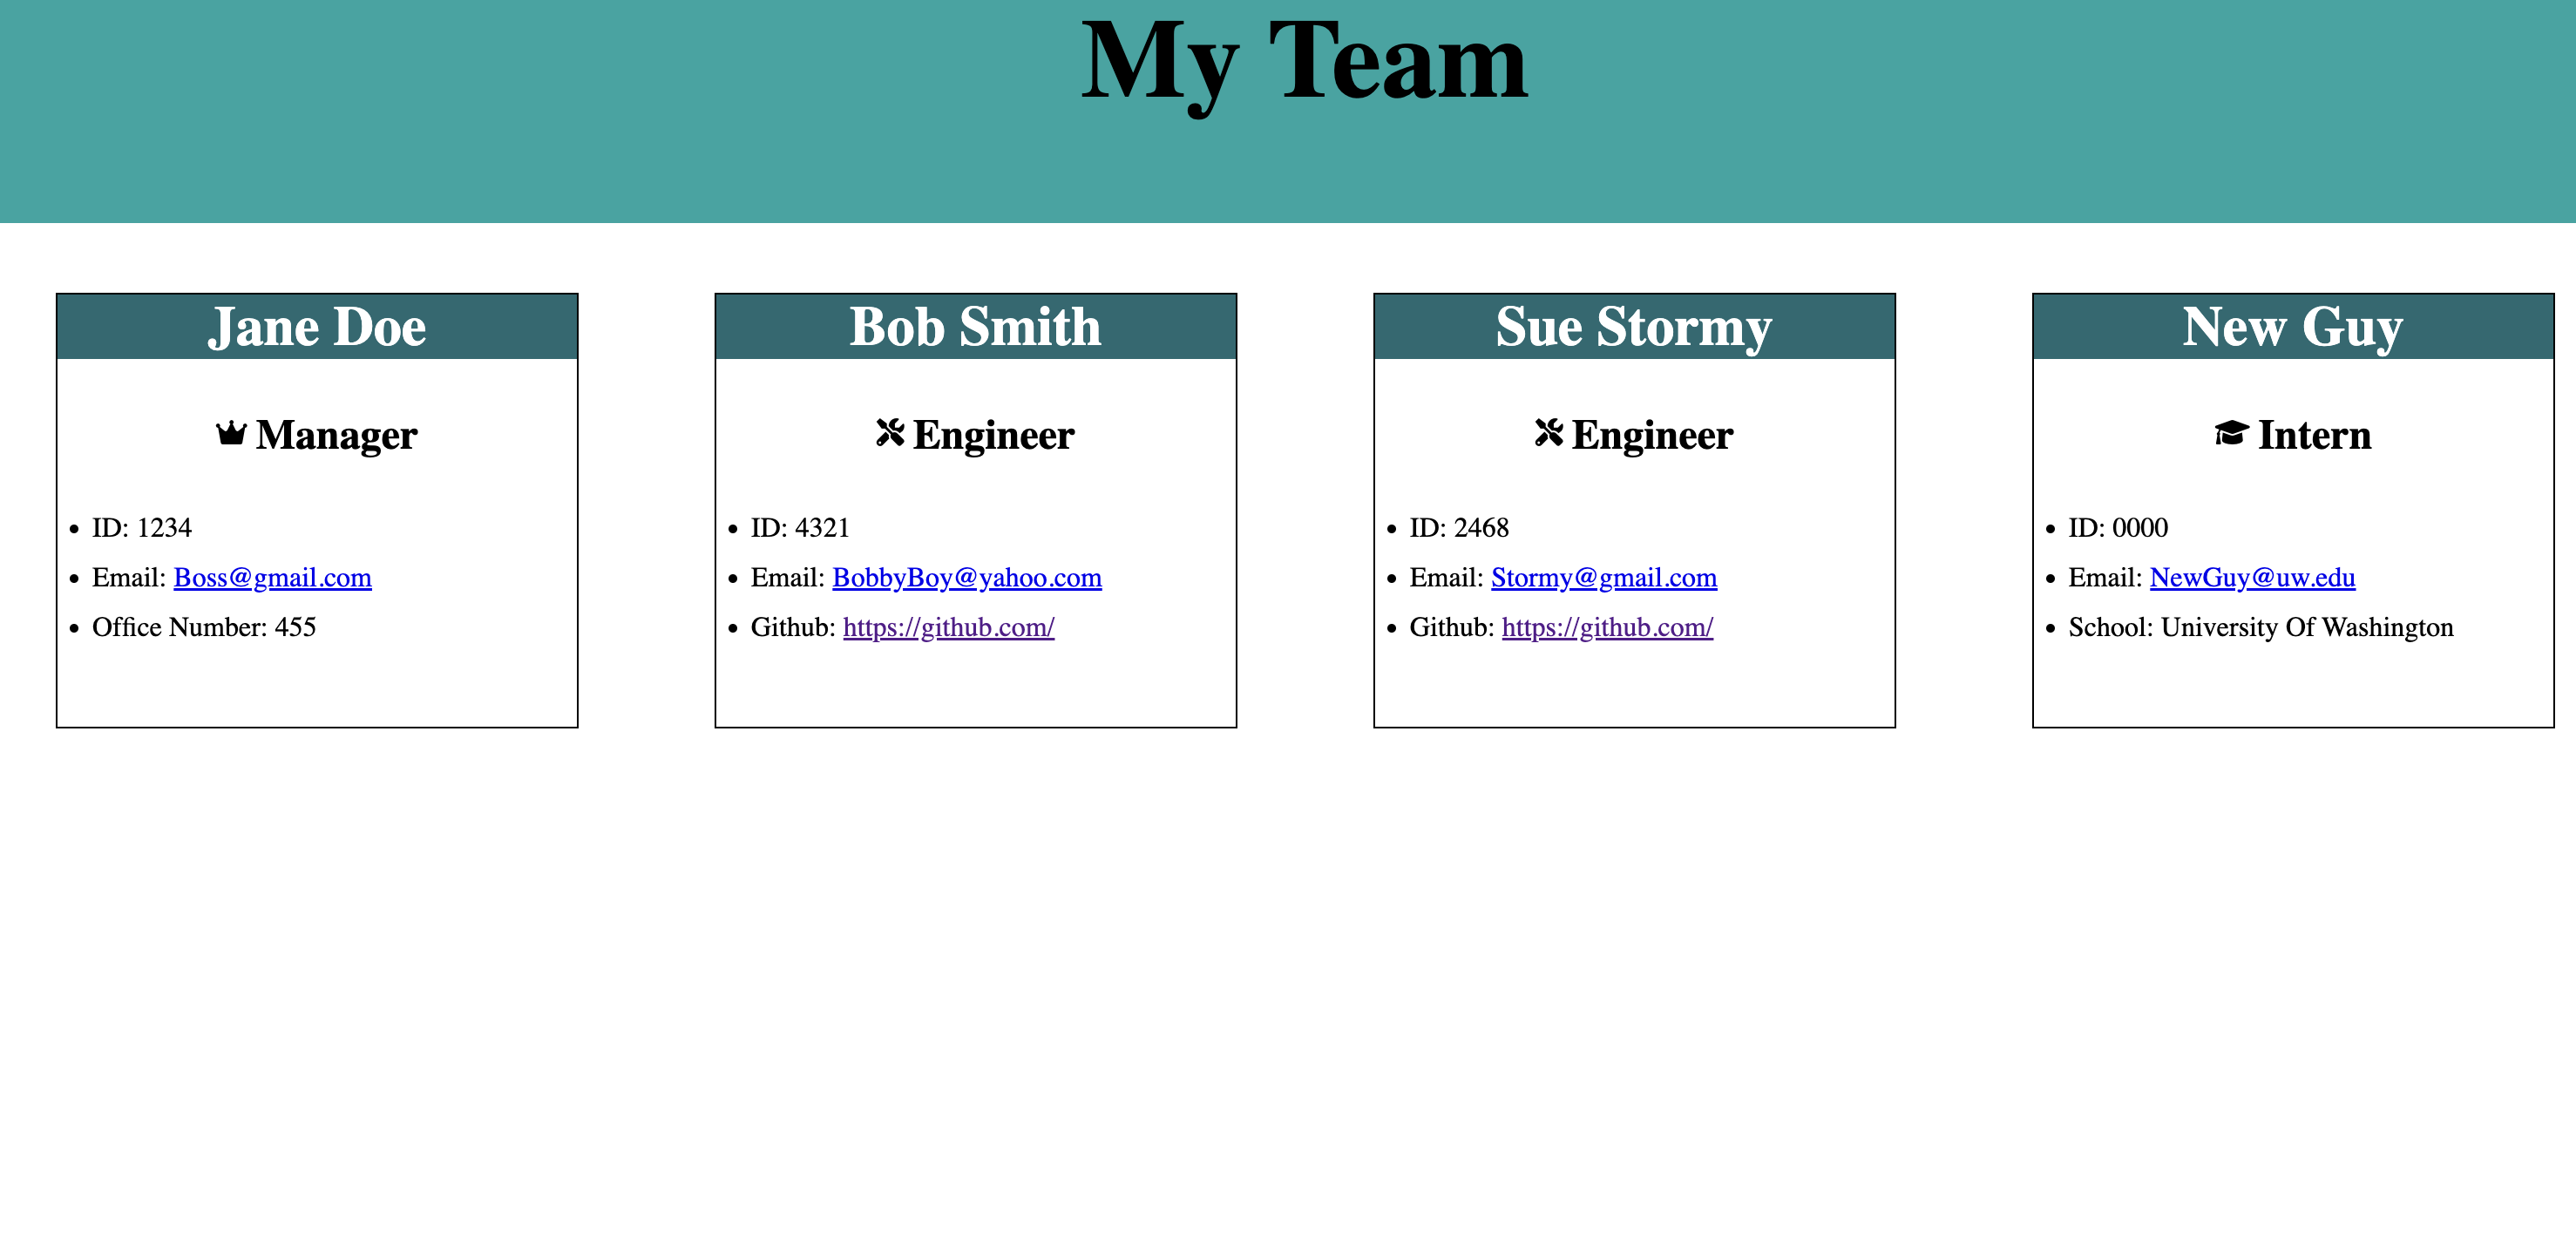 My Team
Jane Doe
Manager
ID: 1234
Email: Boss@gmail.com
Office Number: 455
Bob Smith
Engineer
ID: 4321
Email: BobbyBoy@yahoo.com
Github: https://github.com/
Sue Stormy
Engineer
ID: 2468
Email: Stormy@gmail.com
Github: https://github.com/
New Guy
Intern
ID: 0000
Email: NewGuy@uw.edu
School: University Of Washington